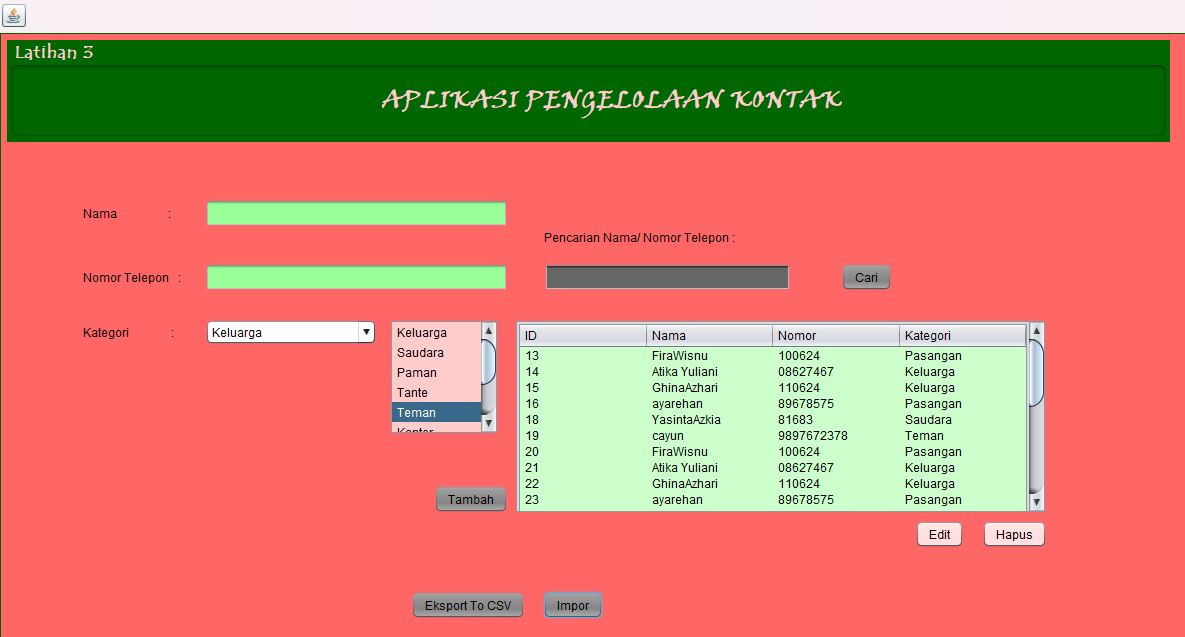 Latihan 3
APLIKASI PENGELOLAAN KONTAK
Nama :
Pencarian Nama/ Nomor Telepon :
Nomor Telepon :
Cari
Kategori : Keluarga
Keluarga
Saudara
Paman
Tante
Teman
Kantor
ID Nama Nomor Kategori
13 FiraWisnu 100624 Pasangan
14 Atika Yuliani 08627467 Keluarga
15 GhinaAzhari 110624 Keluarga
16 ayarehan 89678575 Pasangan
18 YasintaAzkia 81683 Saudara
19 cayun 9897672378 Teman
20 FiraWisnu 100624 Pasangan
21 Atika Yuliani 08627467 Keluarga
22 GhinaAzhari 110624 Keluarga
23 ayarehan 89678575 Pasangan
Tambah
Edit Hapus
Eksport To CSV Impor